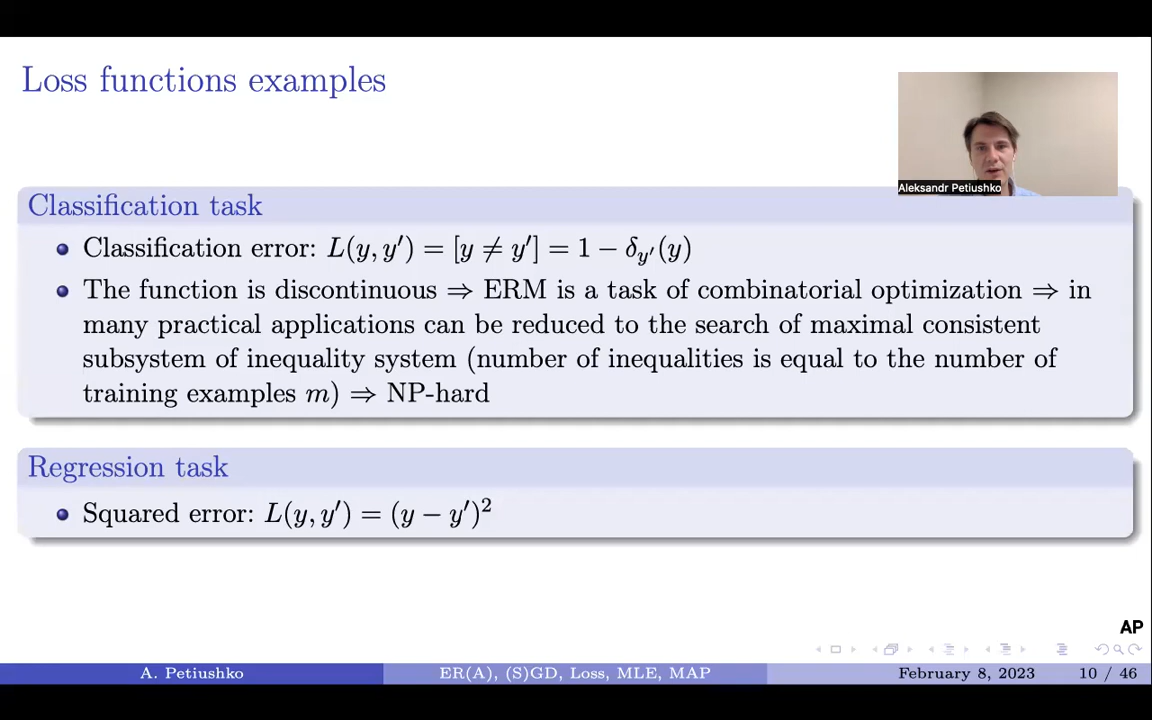 Loss functions examples
Aleksandr Petiushko
Classification task
Classification error: L(y, y′) = [y ≠ y′] = 1 − δ_{y′}(y)
The function is discontinuous ⇒ ERM is a task of combinatorial optimization ⇒ in
many practical applications can be reduced to the search of maximal consistent
subsystem of inequality system (number of inequalities is equal to the number of
training examples m) ⇒ NP-hard
Regression task
Squared error: L(y, y′) = (y − y′)²
AP
A. Petiushko
ER(A), (S)GD, Loss, MLE, MAP
February 8, 2023
10 / 46